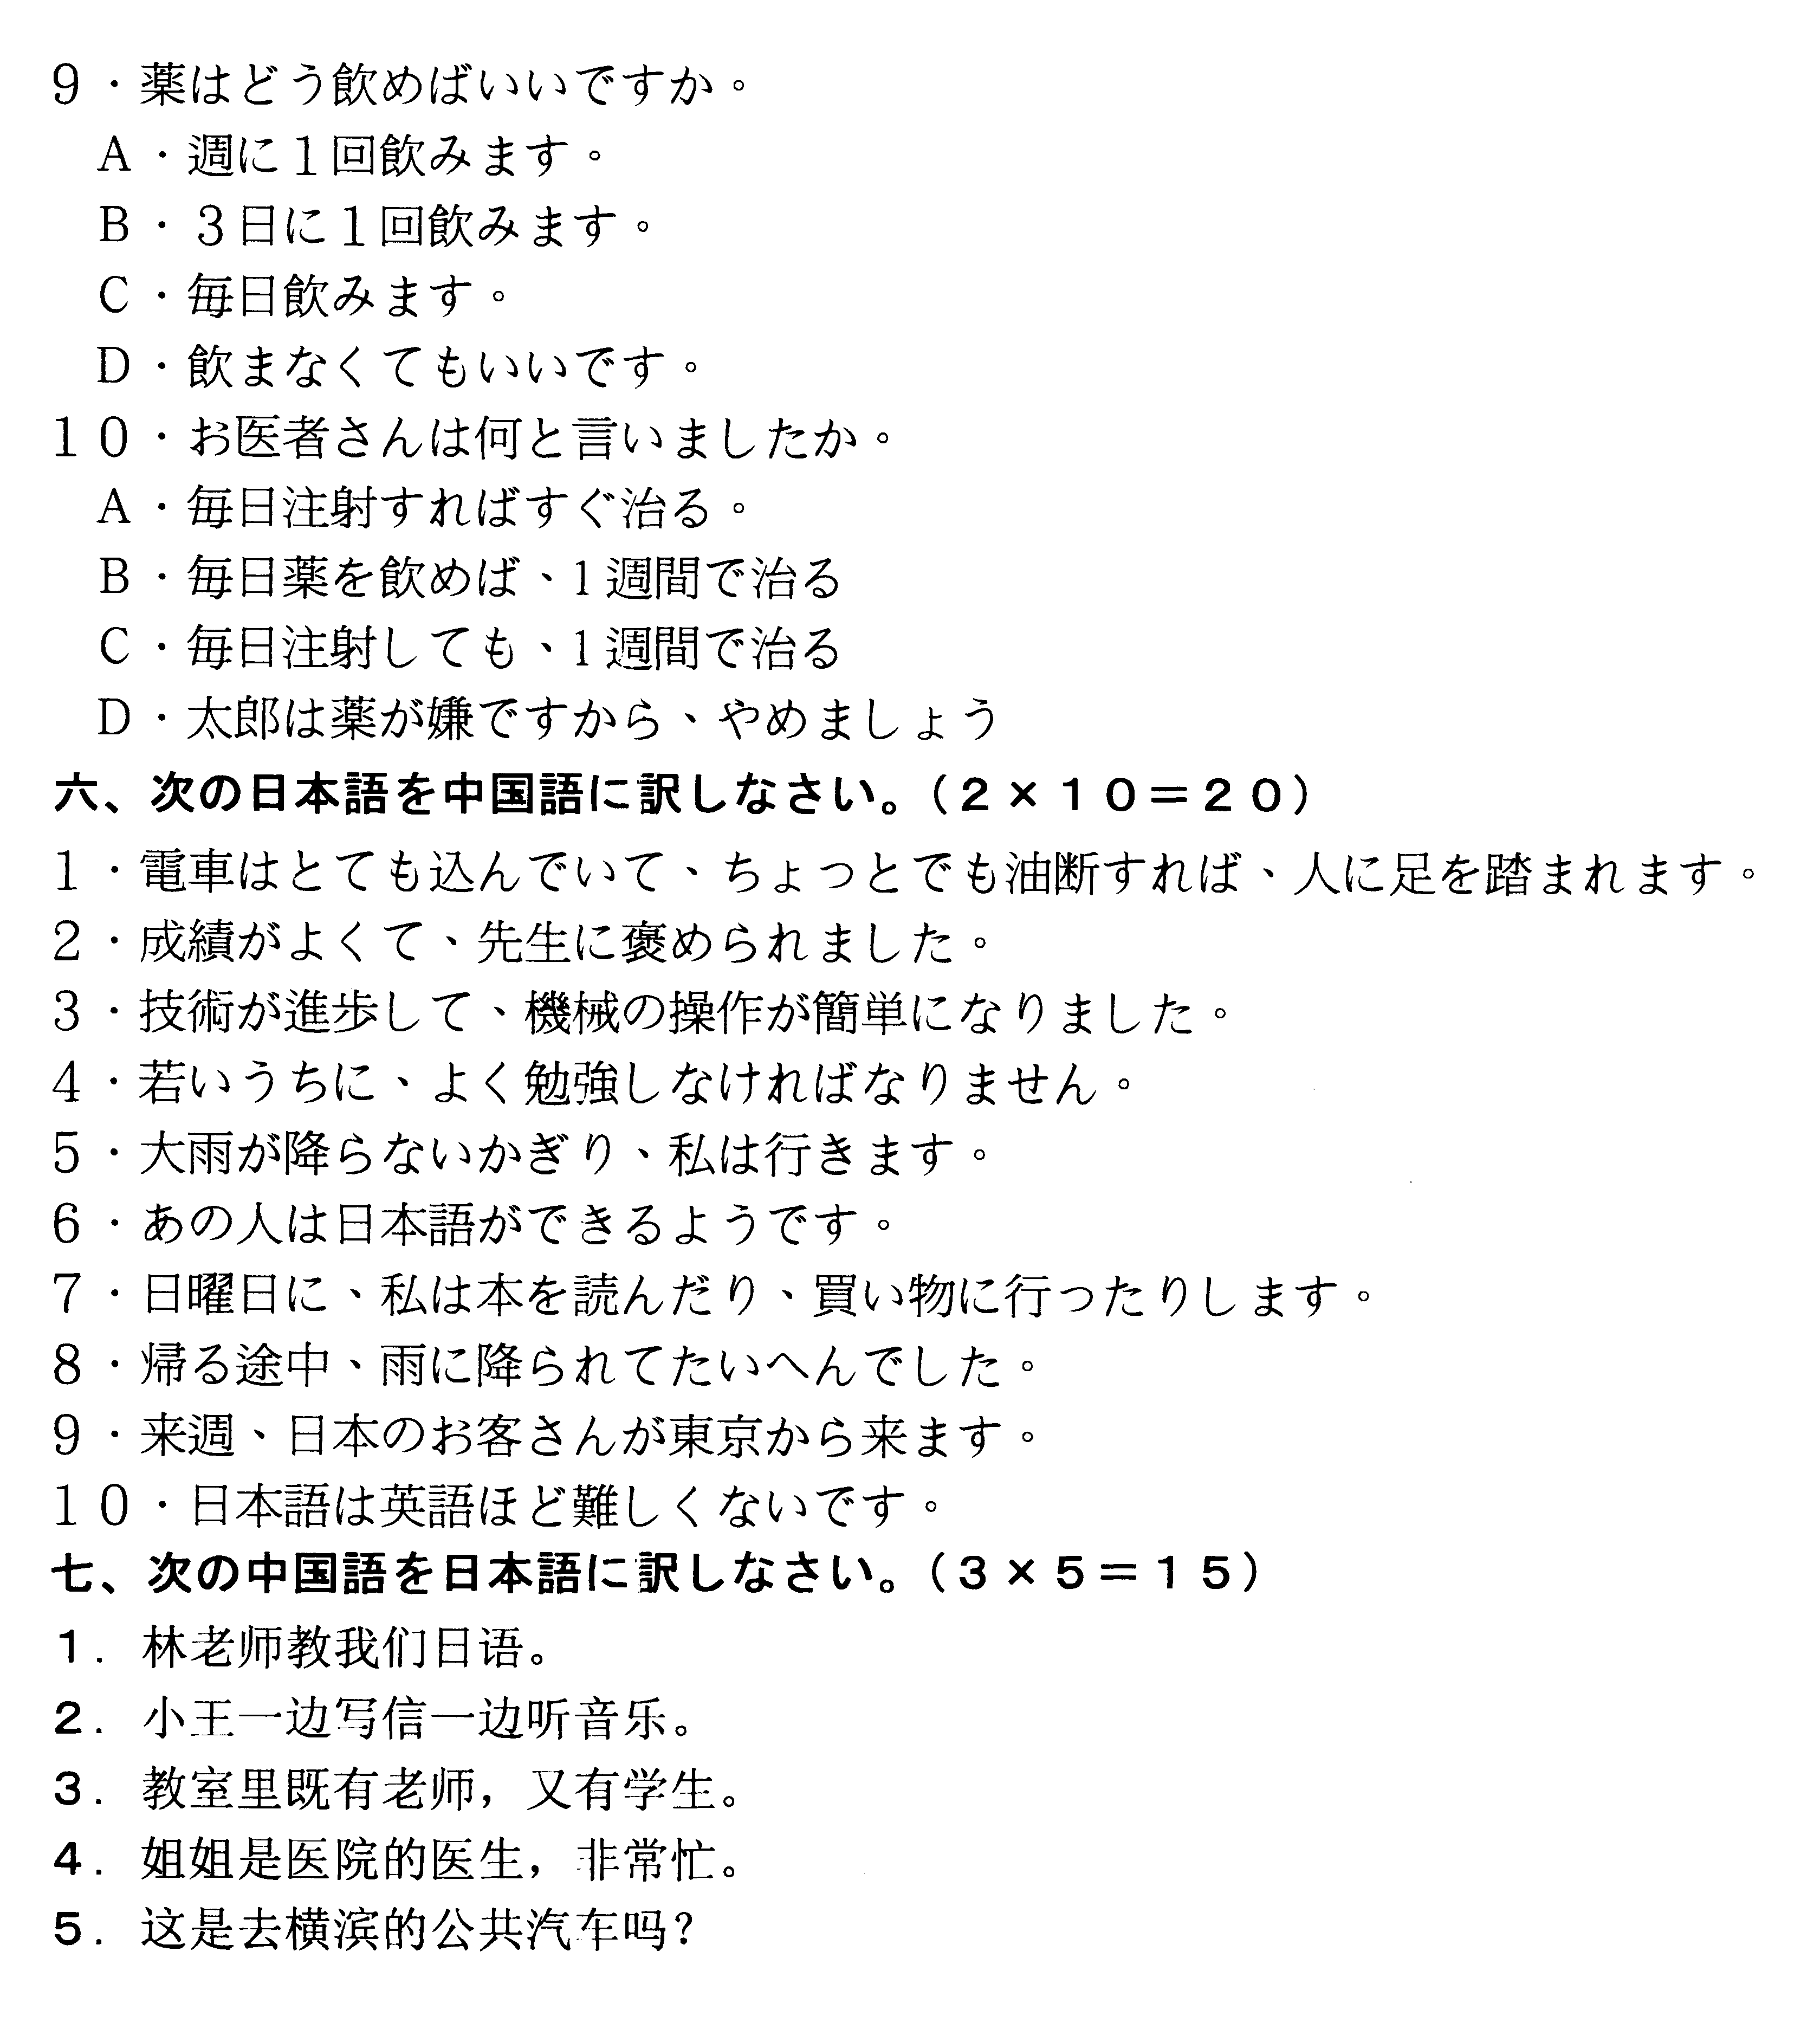 9・薬はどう飲めばいいですか。
A・週に1回飲みます。
B・3日に1回飲みます。
C・毎日飲みます。
D・飲まなくてもいいです。
10・お医者さんは何と言いましたか。
A・毎日注射すればすぐ治る。
B・毎日薬を飲めば、1週間で治る
C・毎日注射しても、1週間で治る
D・太郎は薬が嫌ですから、やめましょう
六、次の日本語を中国語に訳しなさい。(2×10=20)
1・電車はとても込んでいて、ちょっとでも油断すれば、人に足を踏まれます。
2・成績がよくて、先生に褒められました。
3・技術が進歩して、機械の操作が簡単になりました。
4・若いうちに、よく勉強しなければなりません。
5・大雨が降らないかぎり、私は行きます。
6・あの人は日本語ができるようです。
7・日曜日に、私は本を読んだり、買い物に行ったりします。
8・帰る途中、雨に降られてたいへんでした。
9・来週、日本のお客さんが東京から来ます。
10・日本語は英語ほど難しくないです。
七、次の中国語を日本語に訳しなさい。(3×5=15)
1. 林老师教我们日语。
2. 小王一边写信一边听音乐。
3. 教室里既有老师，又有学生。
4. 姐姐是医院的医生，非常忙。
5. 这是去横滨的公共汽车吗？